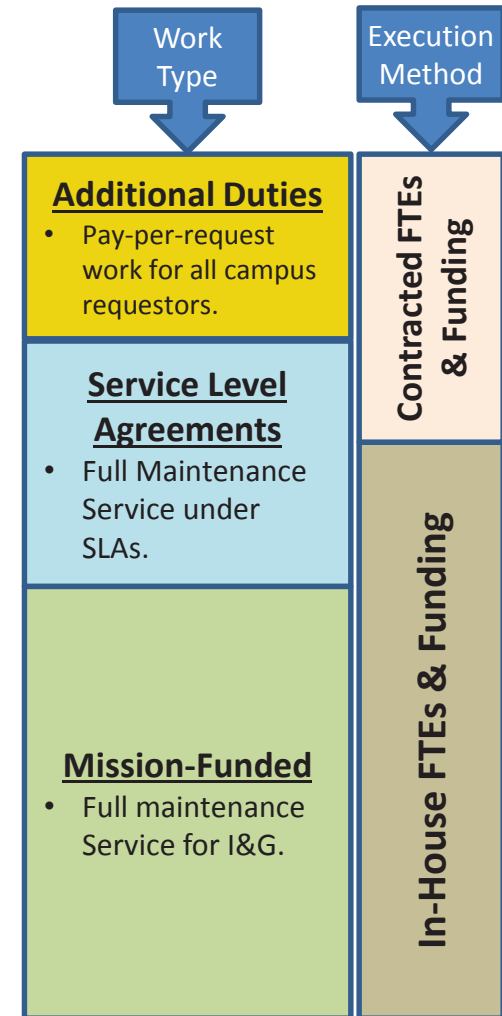 Work
Type
Execution
Method
Additional Duties
• Pay-per-request
work for all campus
requestors.
Service Level
Agreements
• Full Maintenance
Service under
SLAs.
Mission-Funded
• Full maintenance
Service for I&G.
Contracted FTEs
& Funding
In-House FTEs & Funding